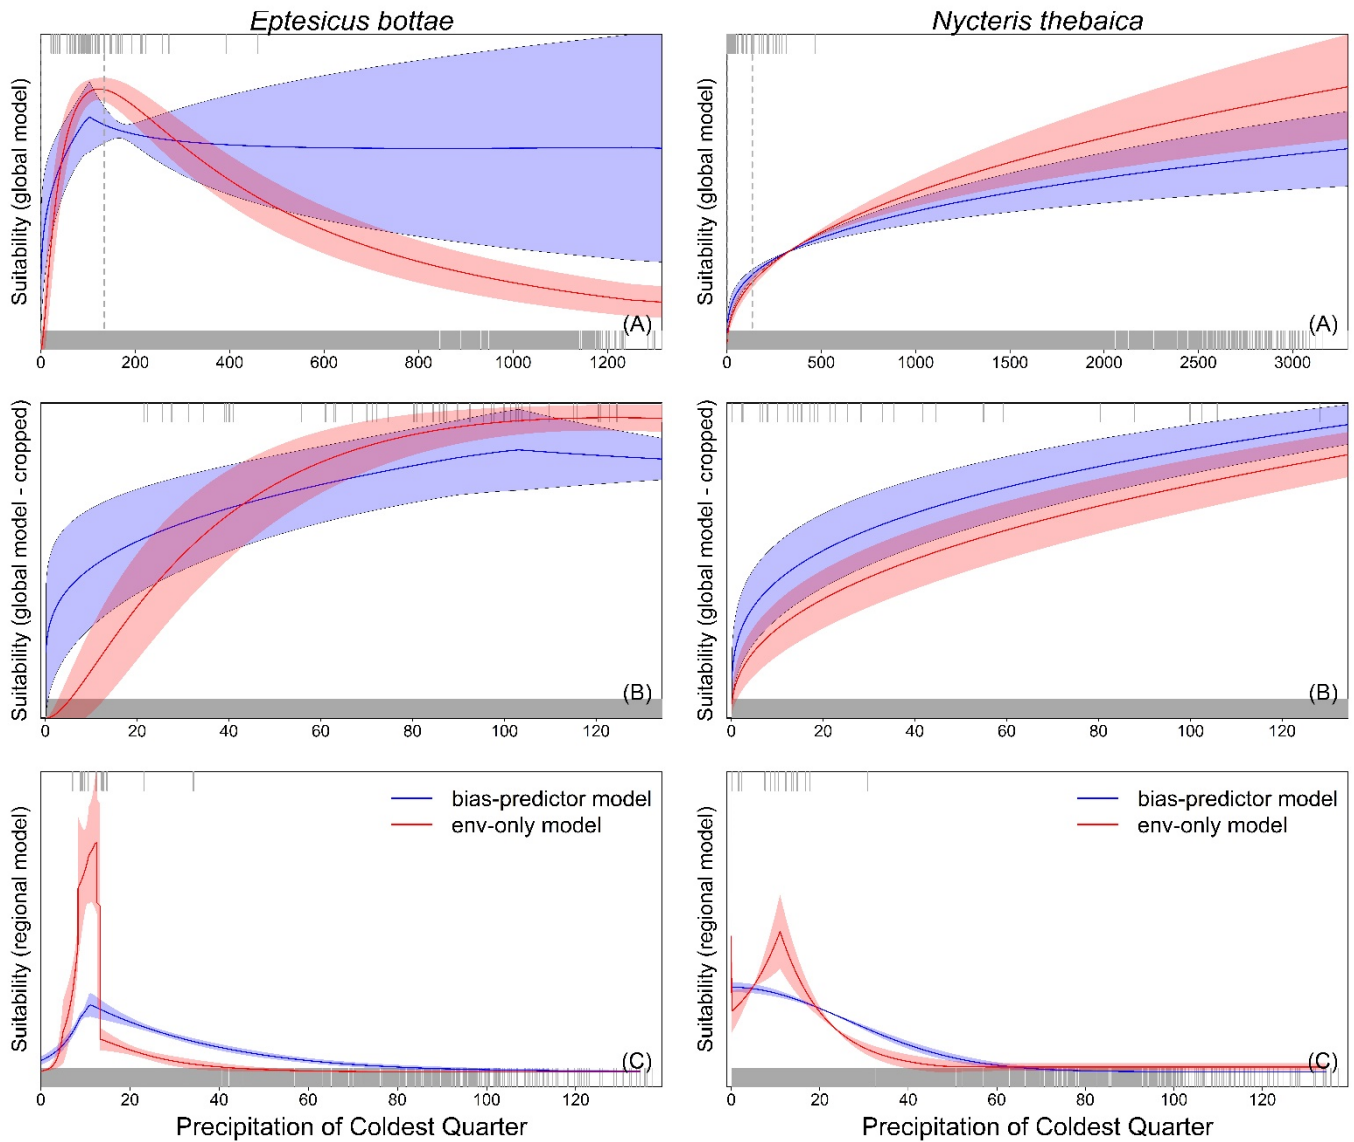 Eptesicus bottae
Nycteris thebaica
Suitability (global model)
(A)
0 200 400 600 800 1000 1200
Suitability (global model)
(A)
0 500 1000 1500 2000 2500 3000
Suitability (global model - cropped)
(B)
0 20 40 60 80 100 120
Suitability (global model - cropped)
(B)
0 20 40 60 80 100 120
Suitability (regional model)
bias-predictor model
env-only model
(C)
0 20 40 60 80 100 120
Precipitation of Coldest Quarter
Suitability (regional model)
bias-predictor model
env-only model
(C)
0 20 40 60 80 100 120
Precipitation of Coldest Quarter